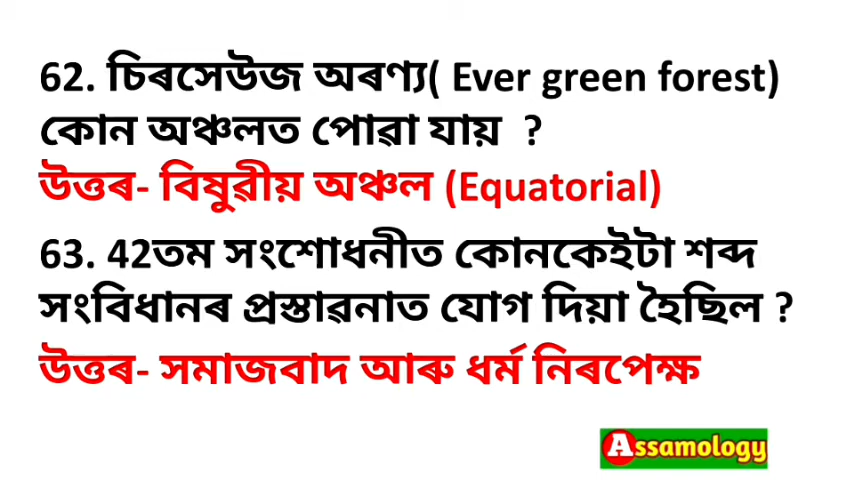 62. চিৰসেউজ অৰণ্য( Ever green forest)
কোন অঞ্চলত পোৱা যায় ?
উত্তৰ- বিষুৱীয় অঞ্চল (Equatorial)
63. 42তম সংশোধনীত কোনকেইটা শব্দ
সংবিধানৰ প্ৰস্তাৱনাত যোগ দিয়া হৈছিল ?
উত্তৰ- সমাজবাদ আৰু ধৰ্ম নিৰপেক্ষ
Assamology